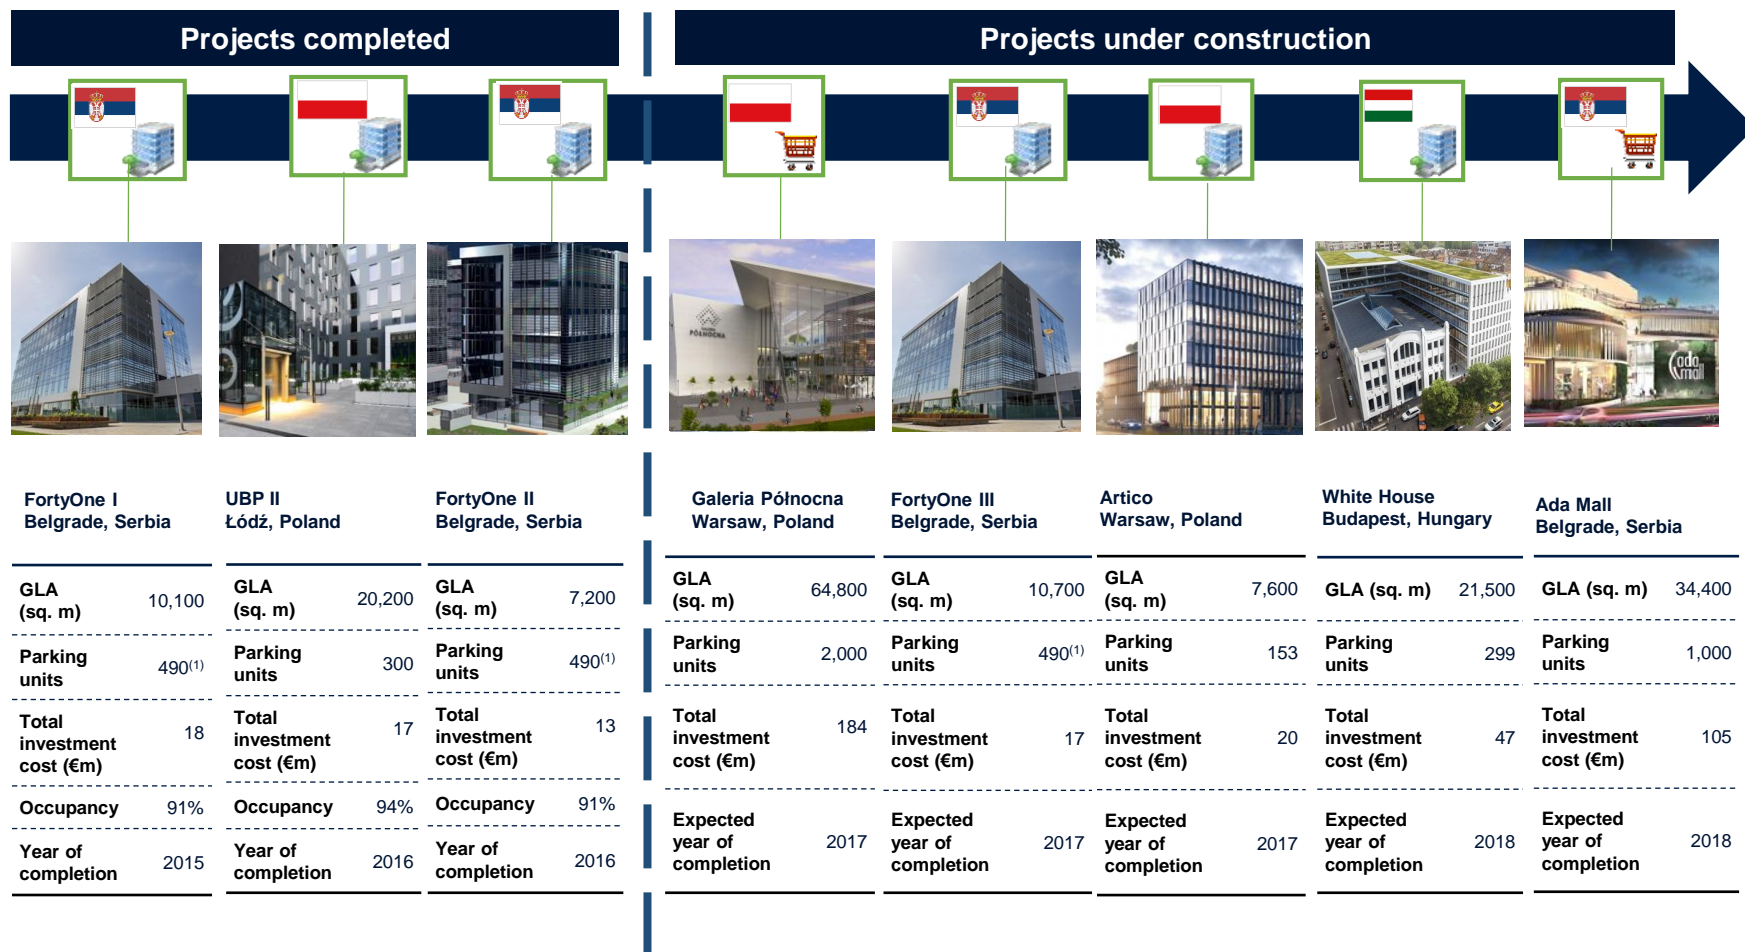 Projects completed
Projects under construction
GALERIA
PÓŁNOCNA
ada
mall
FortyOne I
Belgrade, Serbia
GLA
(sq. m)
10,100
Parking
units
490(1)
Total
investment
cost (€m)
18
Occupancy
91%
Year of
completion
2015
UBP II
Łódź, Poland
GLA
(sq. m)
20,200
Parking
units
300
Total
investment
cost (€m)
17
Occupancy
94%
Year of
completion
2016
FortyOne II
Belgrade, Serbia
GLA
(sq. m)
7,200
Parking
units
490(1)
Total
investment
cost (€m)
13
Occupancy
91%
Year of
completion
2016
Galeria Północna
Warsaw, Poland
GLA
(sq. m)
64,800
Parking
units
2,000
Total
investment
cost (€m)
184
Expected
year of
completion
2017
FortyOne III
Belgrade, Serbia
GLA
(sq. m)
10,700
Parking
units
490(1)
Total
investment
cost (€m)
17
Expected
year of
completion
2017
Artico
Warsaw, Poland
GLA
(sq. m)
7,600
Parking
units
153
Total
investment
cost (€m)
20
Expected
year of
completion
2017
White House
Budapest, Hungary
GLA (sq. m)
21,500
Parking
units
299
Total
investment
cost (€m)
47
Expected
year of
completion
2018
Ada Mall
Belgrade, Serbia
GLA (sq. m)
34,400
Parking
units
1,000
Total
investment
cost (€m)
105
Expected
year of
completion
2018